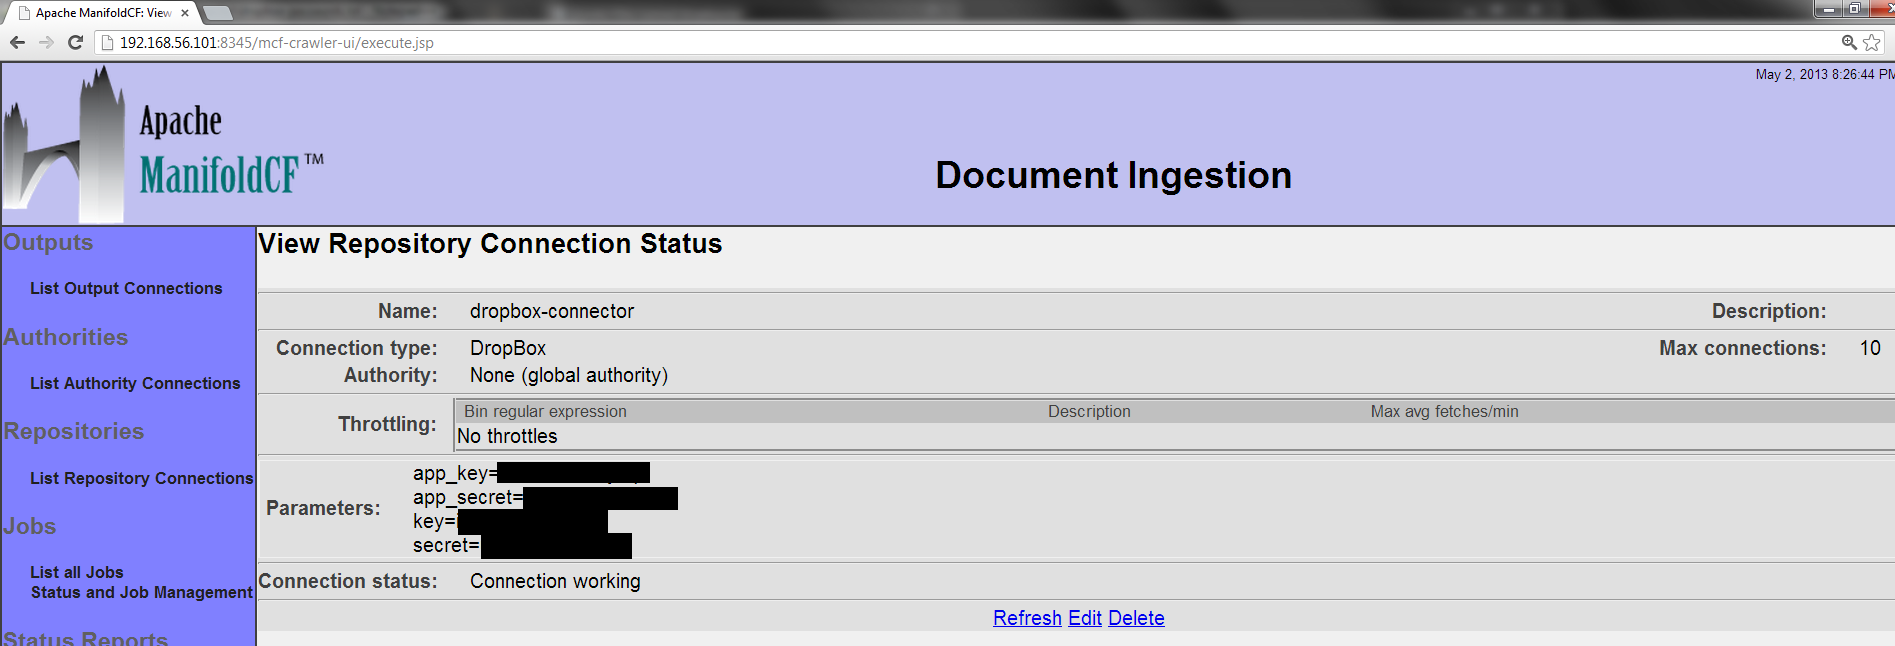 Apache ManifoldCF: View
192.168.56.101:8345/mcf-crawler-ui/execute.jsp
May 2, 2013 8:26:44 PM
Apache
ManifoldCF™
Document Ingestion
Outputs
List Output Connections
Authorities
List Authority Connections
Repositories
List Repository Connections
Jobs
List all Jobs
Status and Job Management
Status Reports
View Repository Connection Status
Name: dropbox-connector Description:
Connection type: DropBox Max connections: 10
Authority: None (global authority)
Throttling: Bin regular expression Description Max avg fetches/min
No throttles
Parameters:
app_key=
app_secret=
key=
secret=
Connection status: Connection working
Refresh Edit Delete